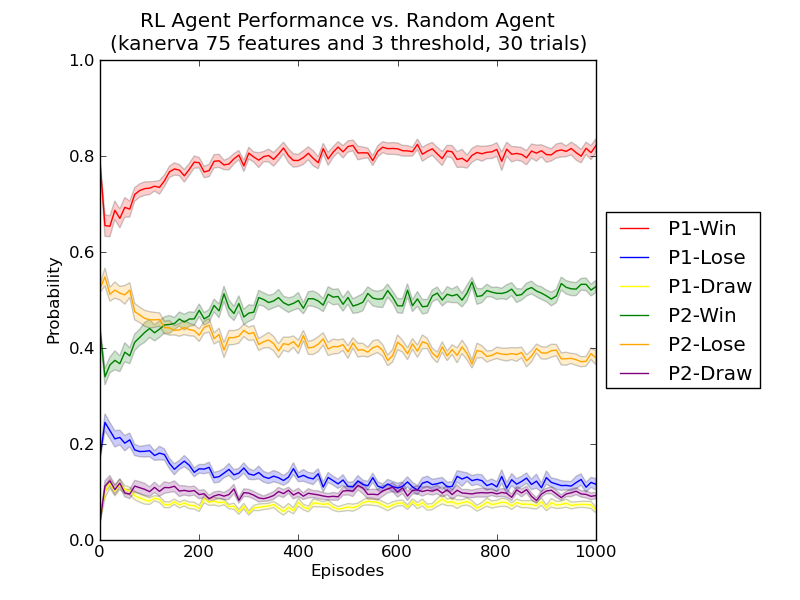 RL Agent Performance vs. Random Agent
(kanerva 75 features and 3 threshold, 30 trials)
1.0
0.8
0.6
0.4
0.2
0.0
Probability
0 200 400 600 800 1000
Episodes
P1-Win
P1-Lose
P1-Draw
P2-Win
P2-Lose
P2-Draw